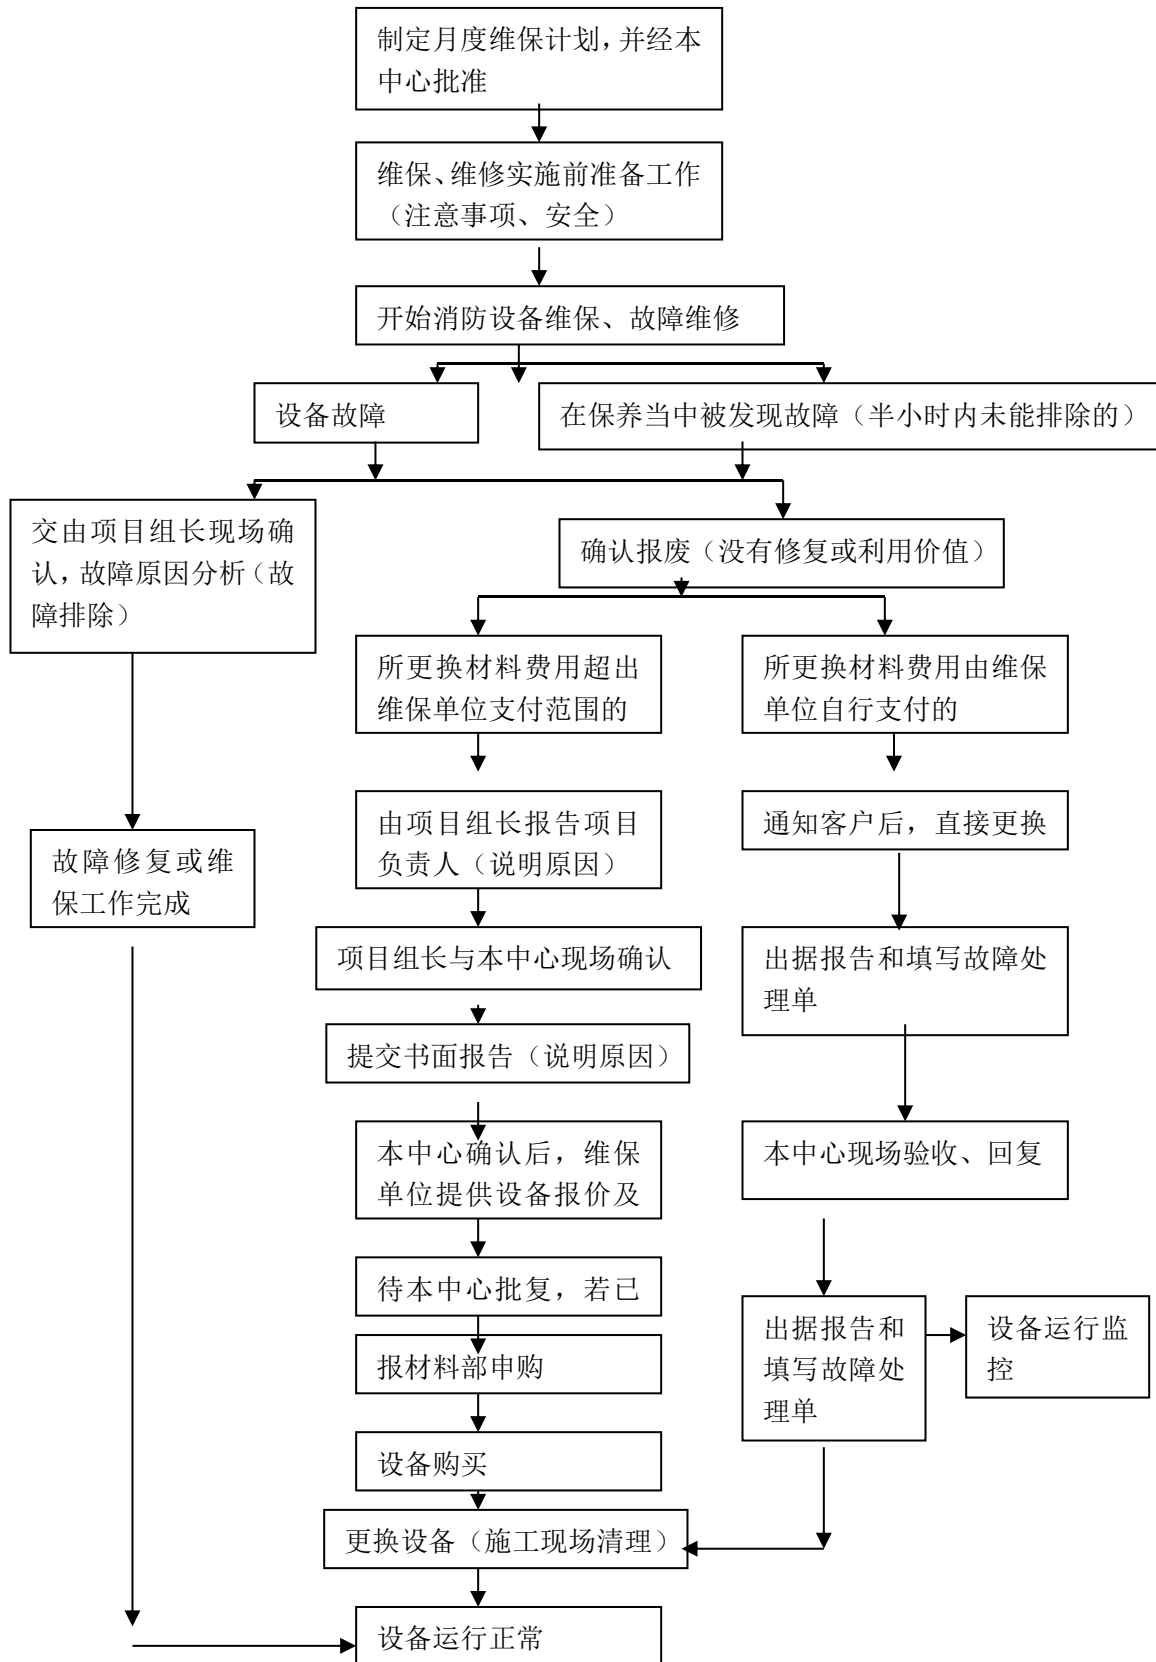 制定月度维保计划，并经本
中心批准
维保、维修实施前准备工作
（注意事项、安全）
开始消防设备维保、故障维修
设备故障
在保养当中被发现故障（半小时内未能排除的）
交由项目组长现场确
认，故障原因分析（故
障排除）
确认报废（没有修复或利用价值）
所更换材料费用超出
维保单位支付范围的
所更换材料费用由维保
单位自行支付的
由项目组长报告项目
负责人（说明原因）
通知客户后，直接更换
故障修复或维
保工作完成
项目组长与本中心现场确认
出据报告和填写故障处
理单
提交书面报告（说明原因）
本中心确认后，维保
单位提供设备报价及
本中心现场验收、回复
待本中心批复，若已
报材料部申购
出据报告和
填写故障处
理单
设备运行监
控
设备购买
更换设备（施工现场清理）
设备运行正常